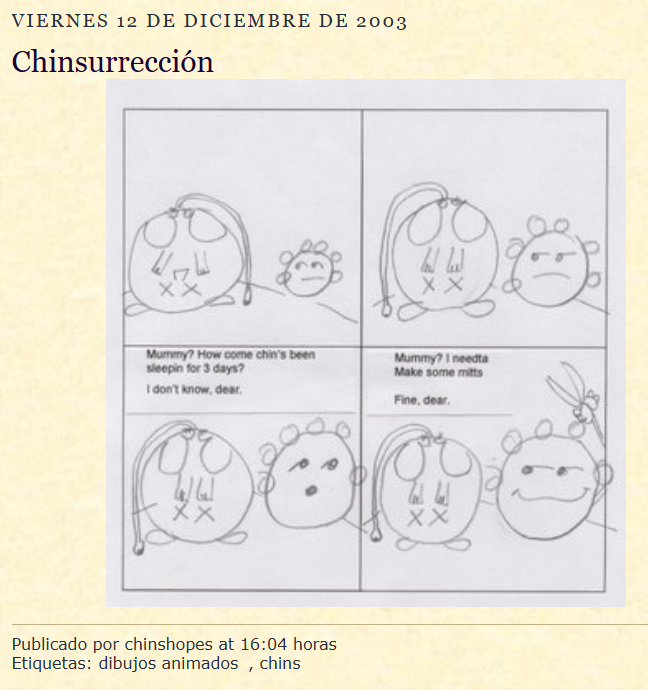 VIERNES 12 DE DICIEMBRE DE 2003
Chinsurrección
Mummy? How come chin's been
sleepin for 3 days?
I don't know, dear.
Mummy? I needta
Make some mitts
Fine, dear.
Publicado por chinshopes at 16:04 horas
Etiquetas: dibujos animados , chins